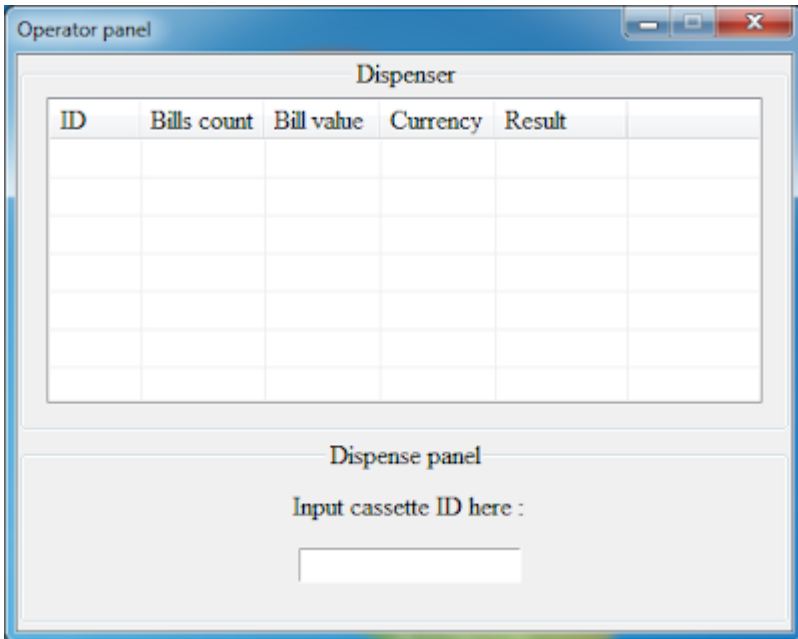 Operator panel
Dispenser
ID Bills count Bill value Currency Result
Dispense panel
Input cassette ID here :